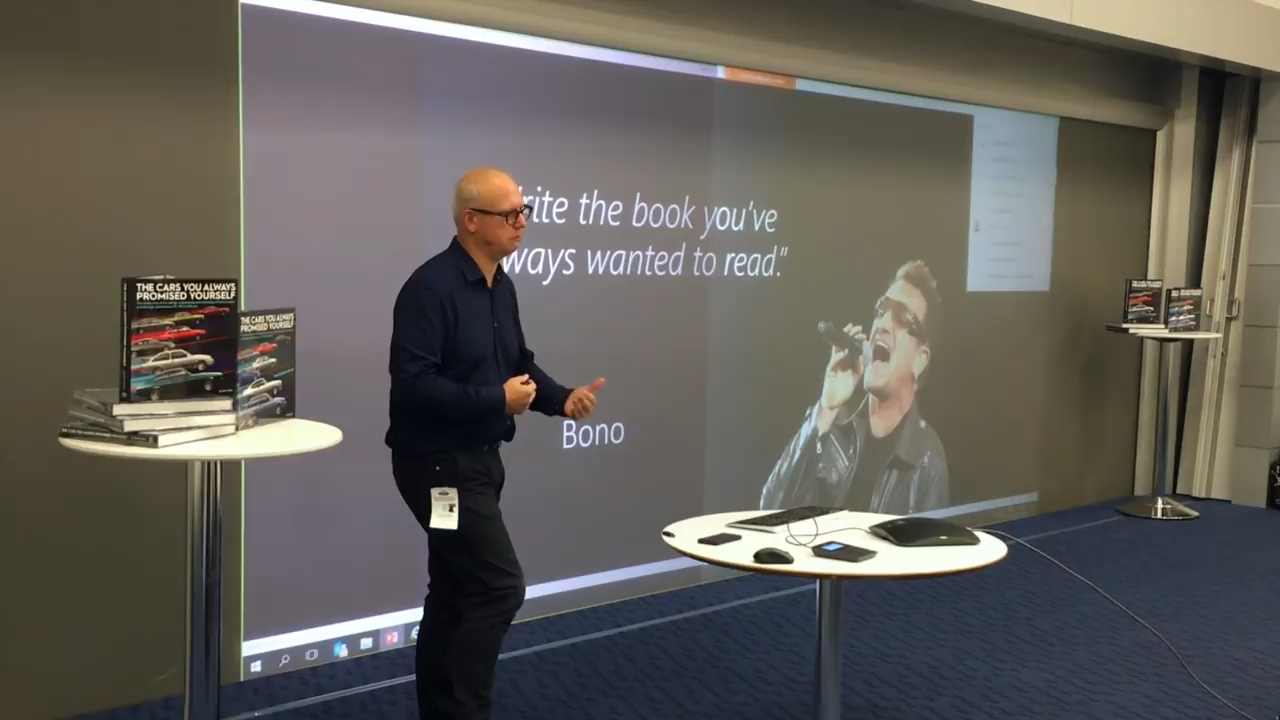 rite the book you've
ways wanted to read."
Bono
THE CARS YOU ALWAYS
PROMISED YOURSELF
THE CARS YOU ALWAYS
PROMISED YOURSELF